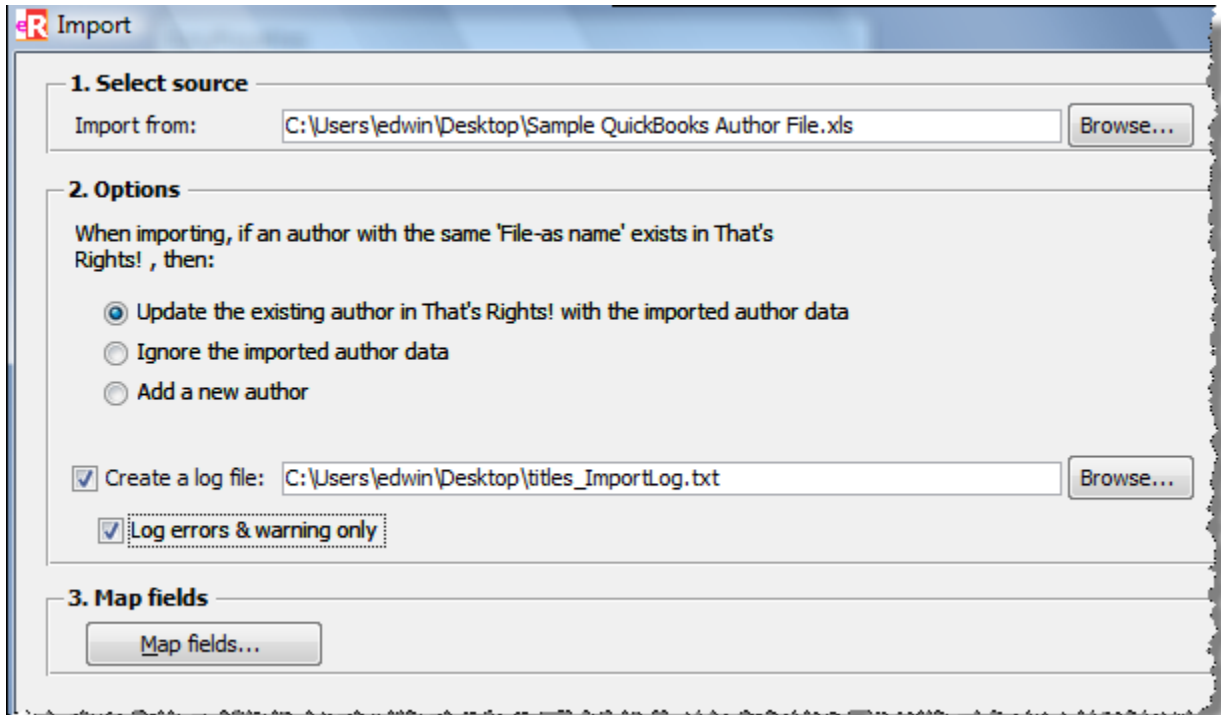 eR Import
1. Select source
Import from: C:\Users\edwin\Desktop\Sample QuickBooks Author File.xls Browse...
2. Options
When importing, if an author with the same 'File-as name' exists in That's
Rights! , then:
Update the existing author in That's Rights! with the imported author data
Ignore the imported author data
Add a new author
Create a log file: C:\Users\edwin\Desktop\titles_ImportLog.txt Browse...
Log errors & warning only
3. Map fields
Map fields...